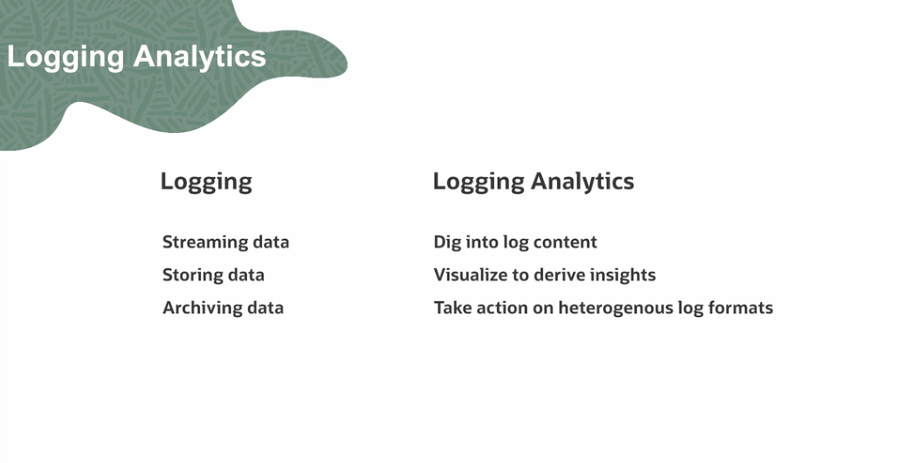 Logging Analytics
Logging
Streaming data
Storing data
Archiving data
Logging Analytics
Dig into log content
Visualize to derive insights
Take action on heterogenous log formats